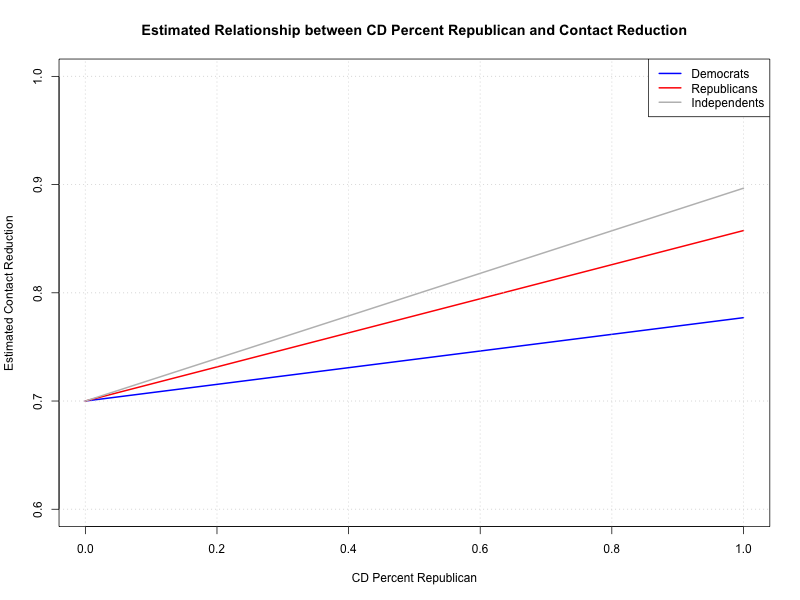 Estimated Relationship between CD Percent Republican and Contact Reduction
Democrats
Republicans
Independents
Estimated Contact Reduction
1.0
0.9
0.8
0.7
0.6
0.0 0.2 0.4 0.6 0.8 1.0
CD Percent Republican